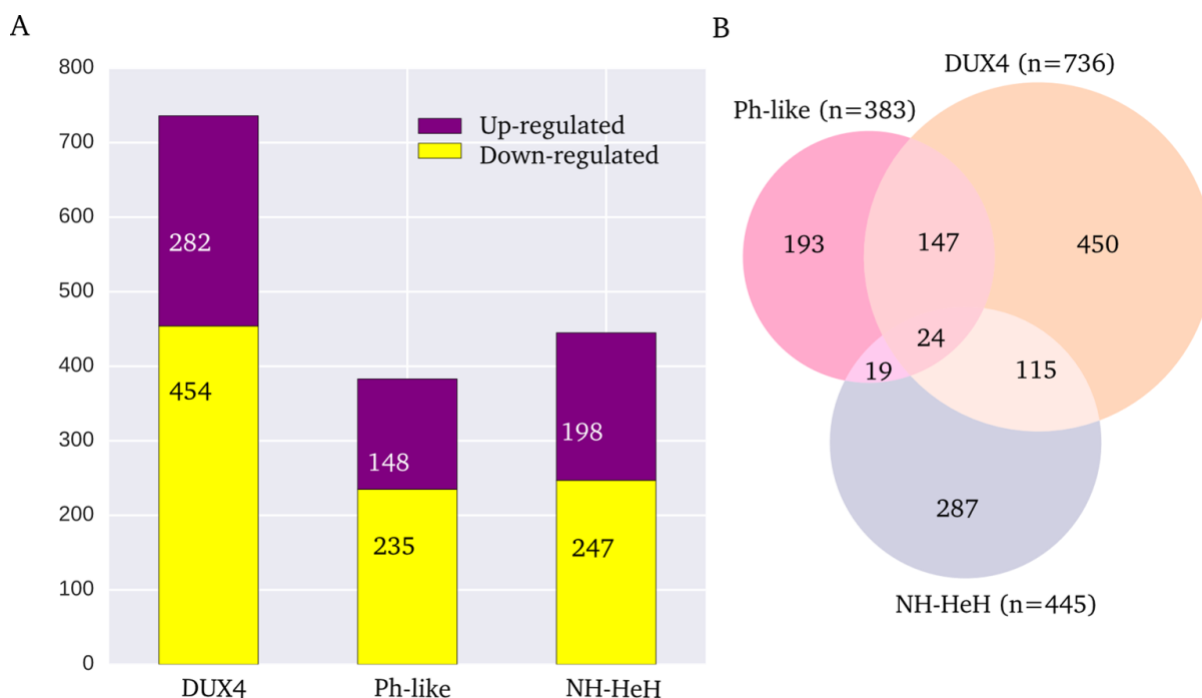 A
800
700
600
500
400
300
200
100
0
Up-regulated
Down-regulated
282
454
148
235
198
247
DUX4
Ph-like
NH-HeH
B
DUX4 (n=736)
Ph-like (n=383)
193
147
450
24
19
115
287
NH-HeH (n=445)